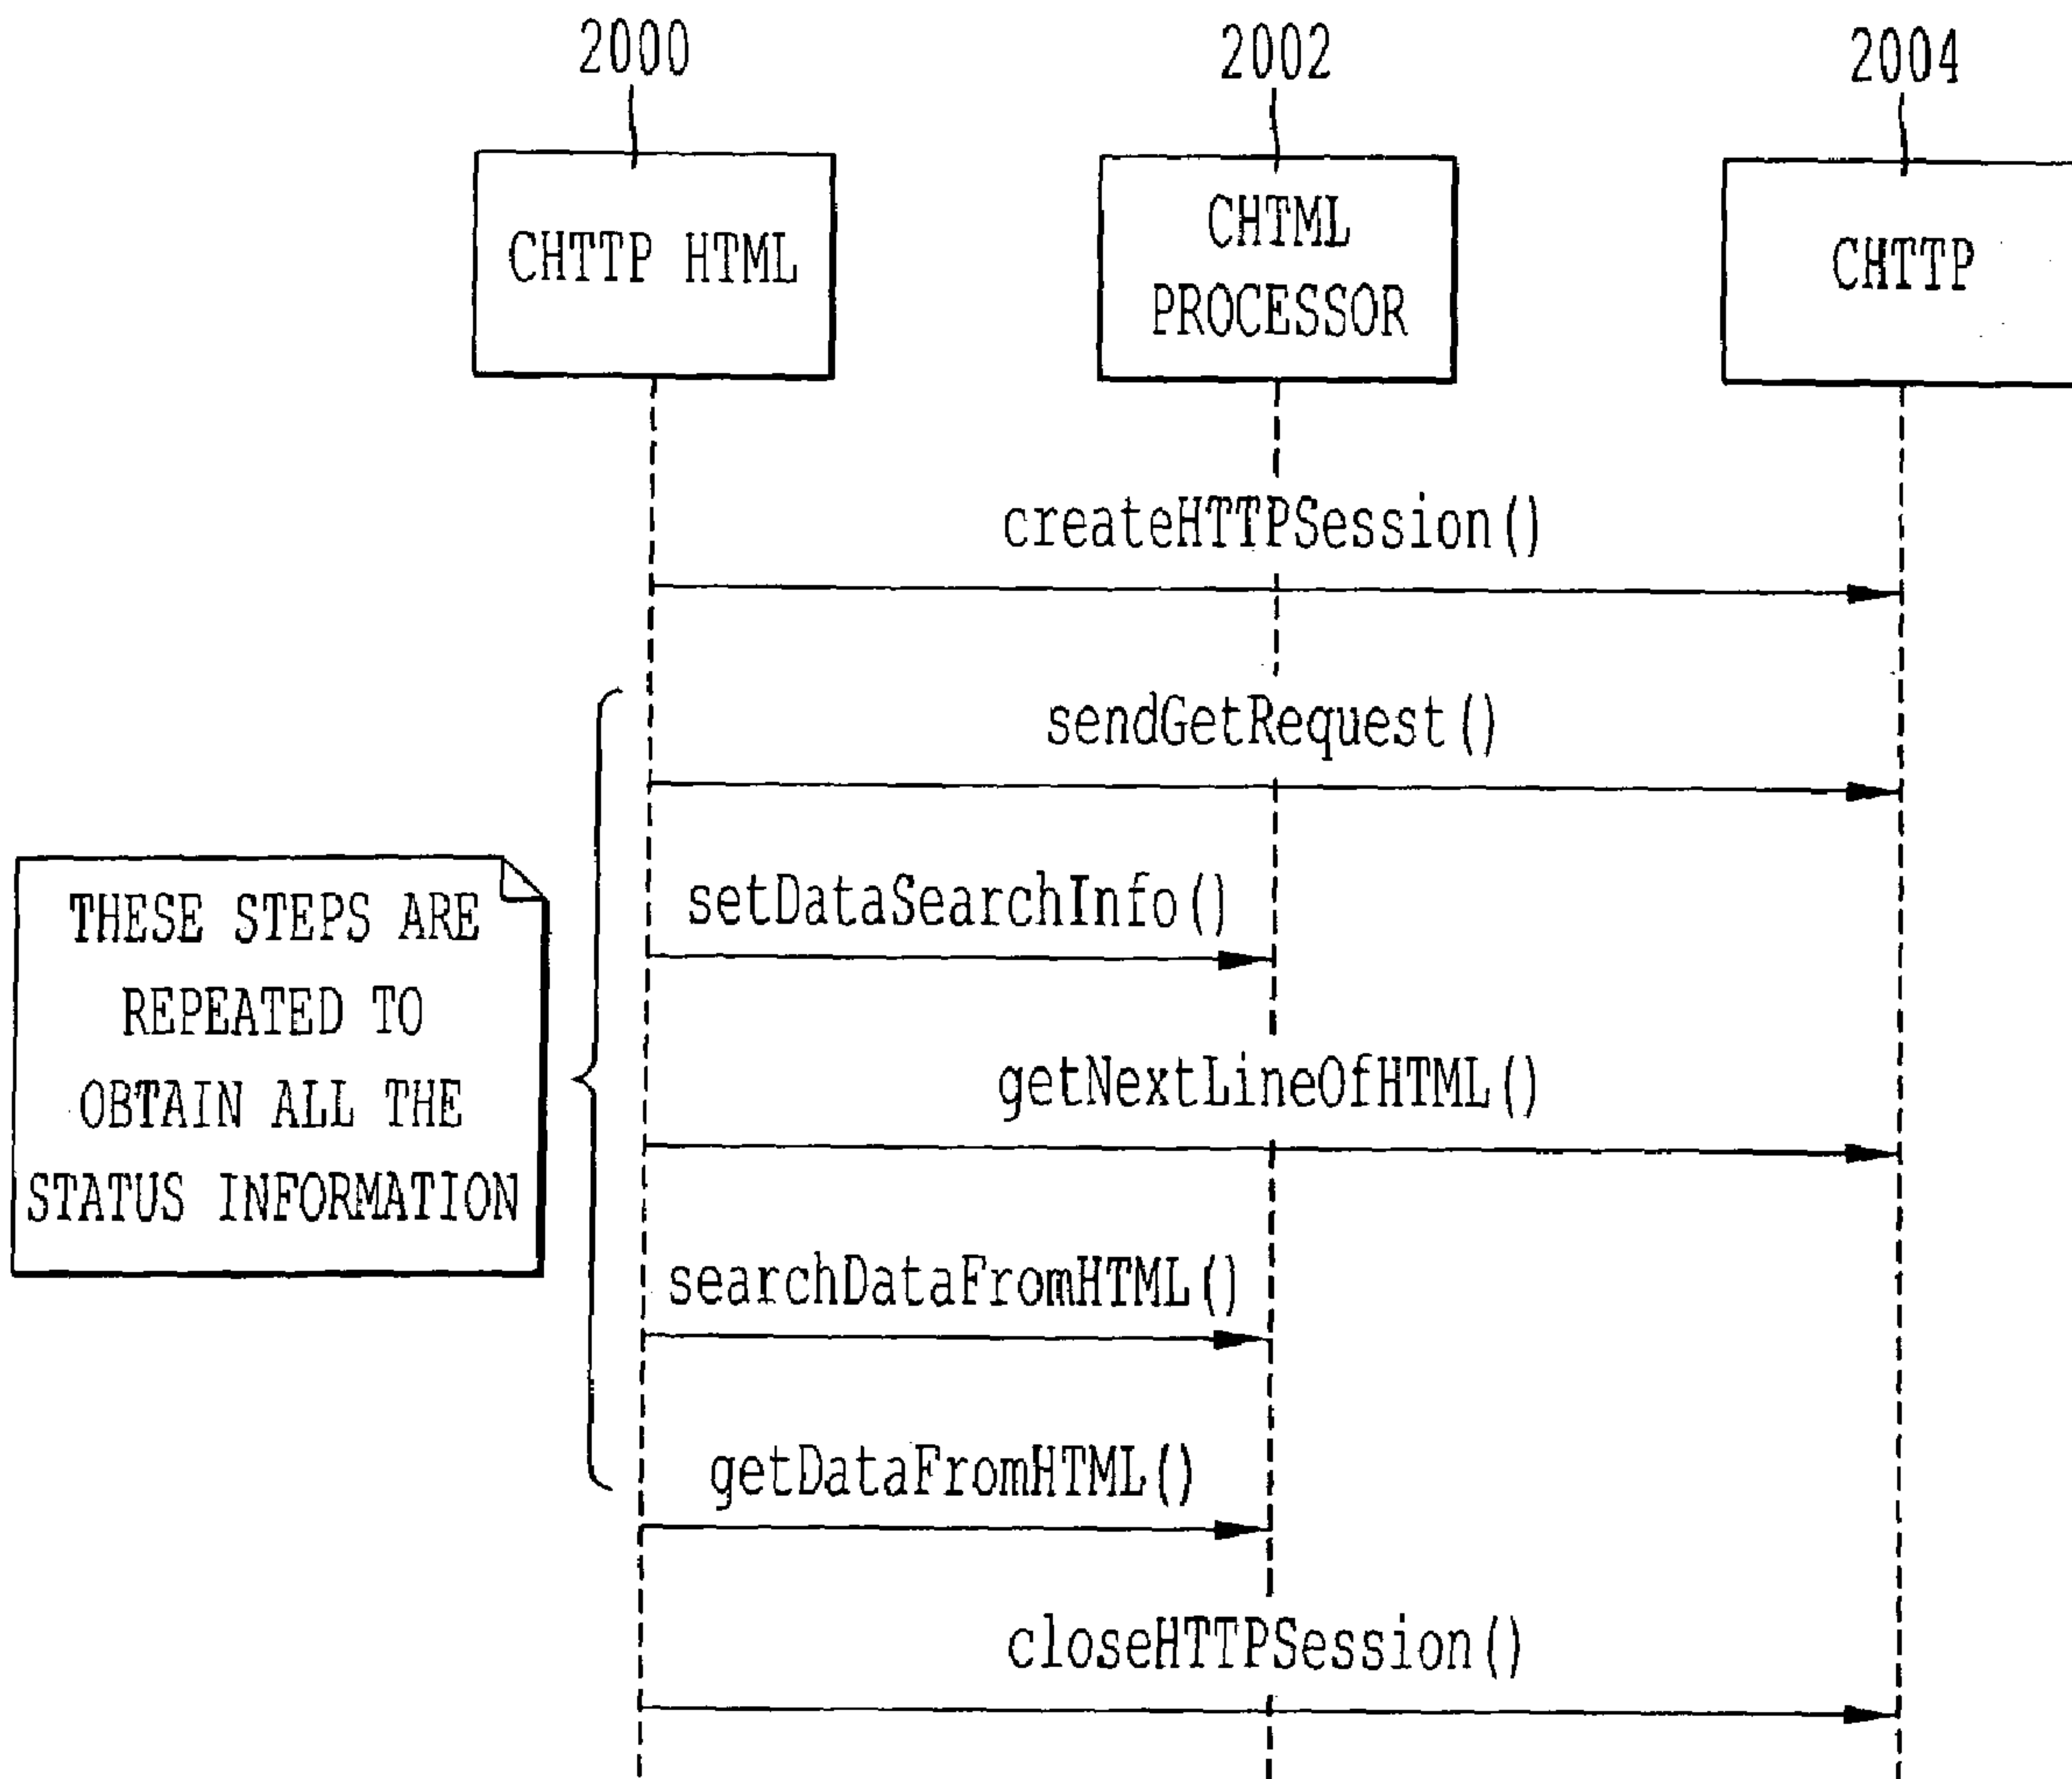 2000
2002
2004
CHTTP HTML
CHTML
PROCESSOR
CHTTP
createHTTPSession()
sendGetRequest()
setDataSearchInfo()
THESE STEPS ARE
REPEATED TO
OBTAIN ALL THE
STATUS INFORMATION
getNextLineOfHTML()
searchDataFromHTML()
getDataFromHTML()
closeHTTPSession()